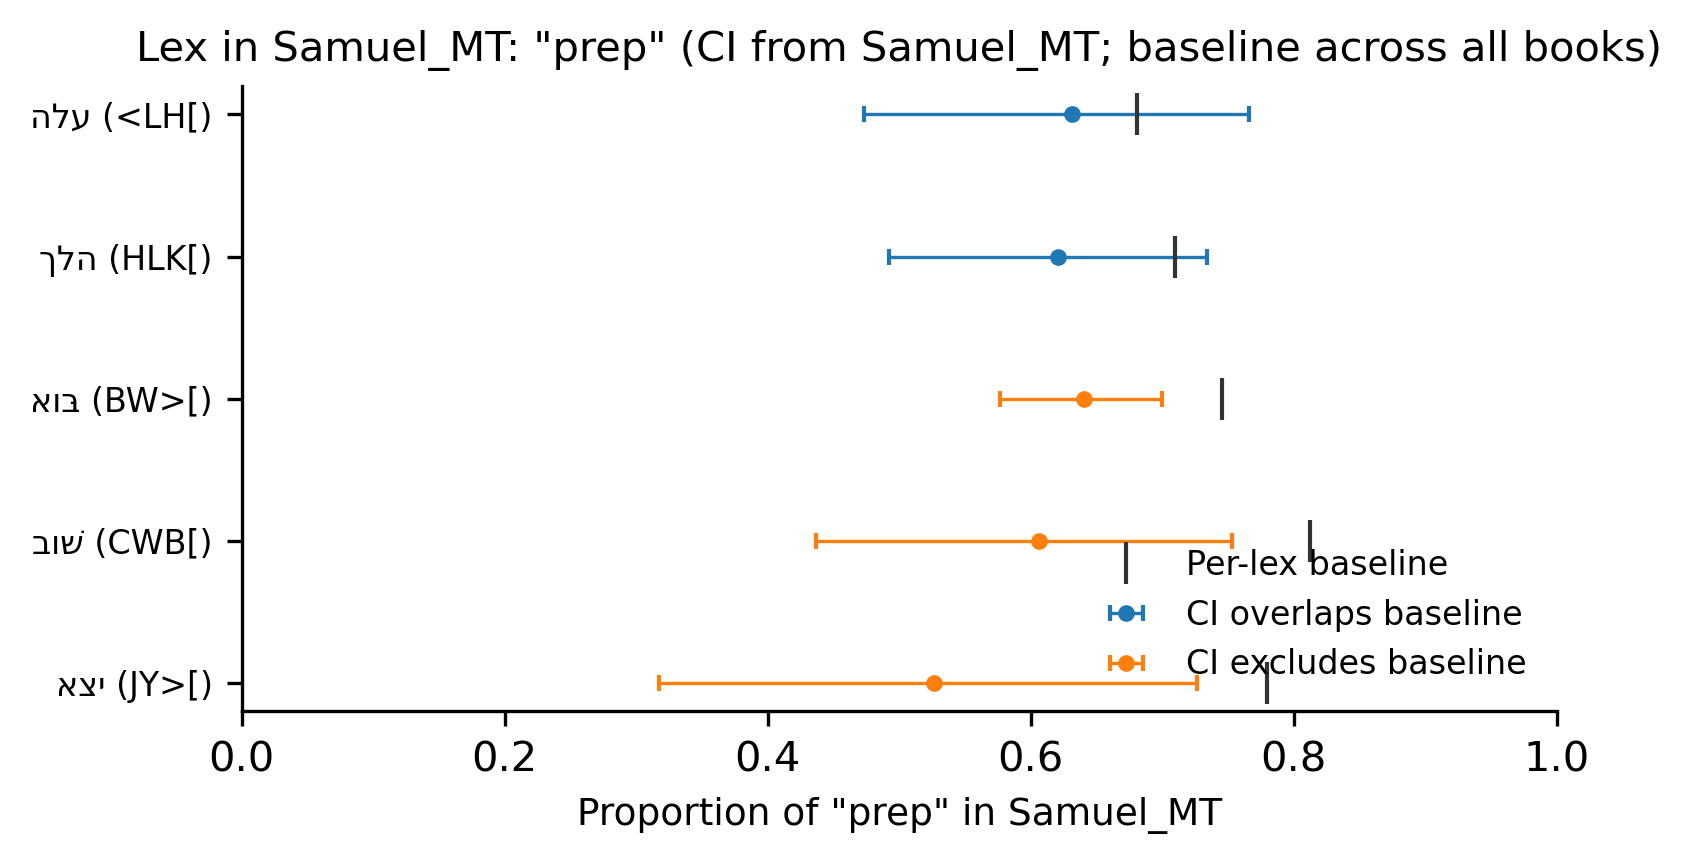 Lex in Samuel_MT: "prep" (CI from Samuel_MT; baseline across all books)
עלה (<LH[)
הלך (HLK[)
בּוא (BW>[)
שׁוב (CWB[)
יצא (JY>[)
Per-lex baseline
CI overlaps baseline
CI excludes baseline
0.0 0.2 0.4 0.6 0.8 1.0
Proportion of "prep" in Samuel_MT